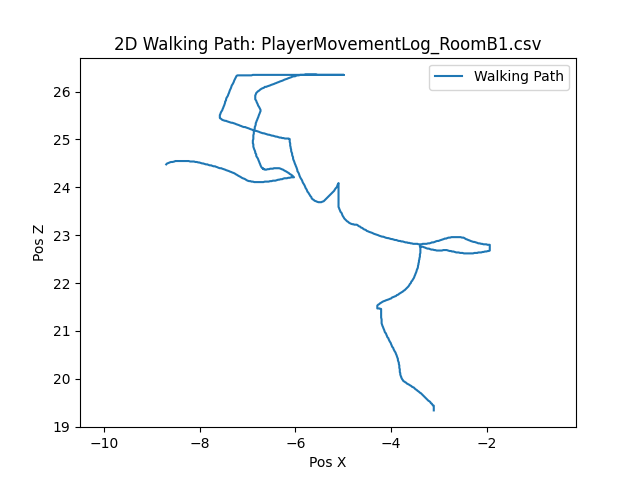 2D Walking Path: PlayerMovementLog_RoomB1.csv
Walking Path
26
25
24
23
22
21
20
19
Pos Z
−10 −8 −6 −4 −2
Pos X